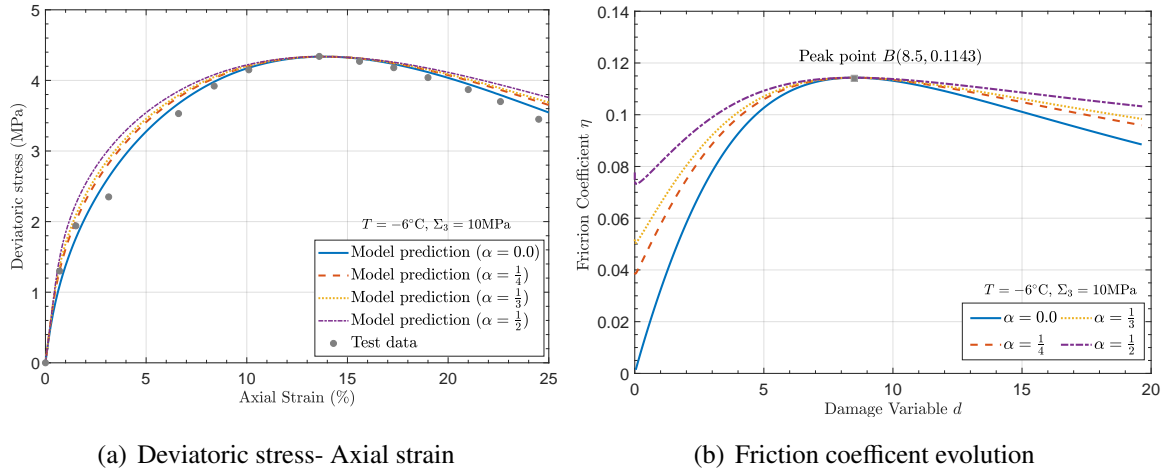 Deviatoric stress (MPa)
5
4
3
2
1
0
T = −6°C, Σ₃ = 10MPa
Model prediction (α = 0.0)
Model prediction (α = 1/4)
Model prediction (α = 1/3)
Model prediction (α = 1/2)
Test data
0 5 10 15 20 25
Axial Strain (%)
(a) Deviatoric stress- Axial strain
Friction Coefficient η
0.14
0.12
0.1
0.08
0.06
0.04
0.02
0
Peak point B(8.5, 0.1143)
T = −6°C, Σ₃ = 10MPa
α = 0.0 α = 1/3
α = 1/4 α = 1/2
0 5 10 15 20
Damage Variable d
(b) Friction coefficent evolution